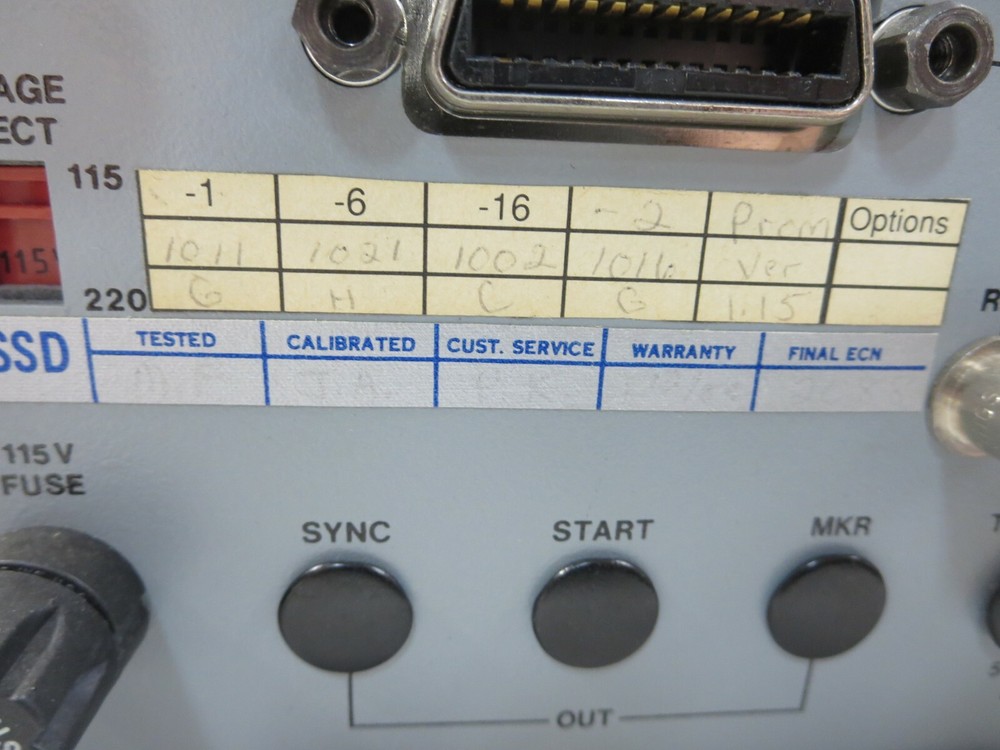 AGE
ECT
115
115
220
-1 -6 -16 -2 Prom Options
1011 1021 1002 1016 Ver
G H C G 1.15
SSD TESTED CALIBRATED CUST. SERVICE WARRANTY FINAL ECN
115V
FUSE
SYNC START MKR
OUT